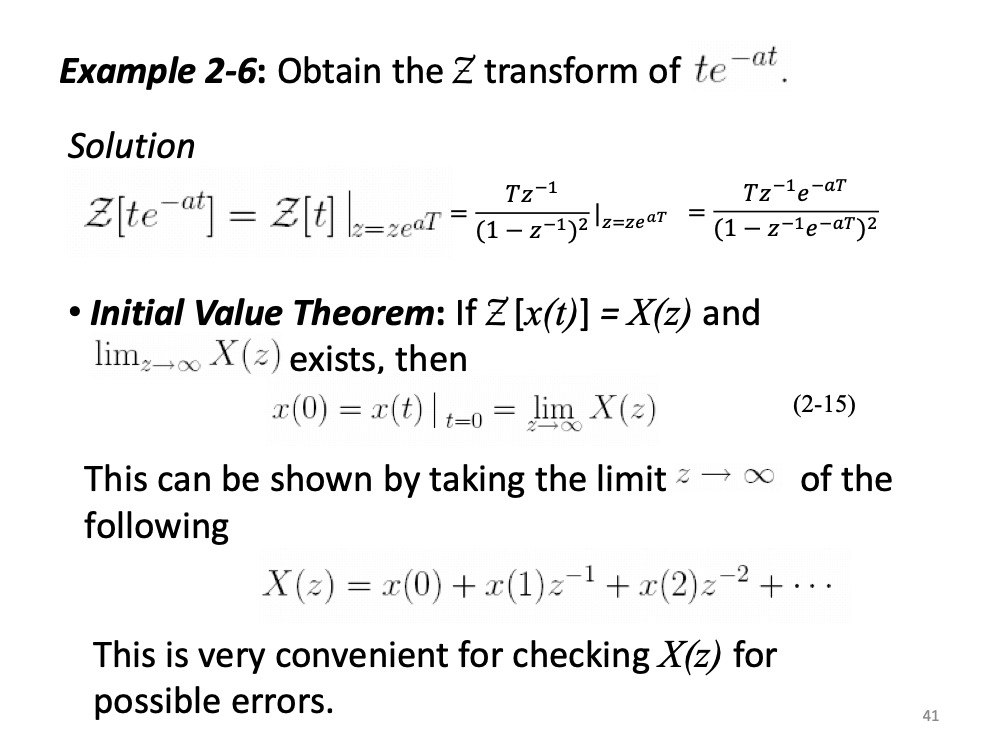 Example 2-6: Obtain the Ƶ transform of te^{-at}.
Solution
Ƶ[te^{-at}] = Ƶ[t]|_{z=ze^{aT}} = \frac{Tz^{-1}}{(1 − z^{-1})^2}|_{z=ze^{aT}} = \frac{Tz^{-1}e^{-aT}}{(1 − z^{-1}e^{-aT})^2}
• Initial Value Theorem: If Ƶ [x(t)] = X(z) and
lim_{z→∞} X(z) exists, then
x(0) = x(t)|_{t=0} = lim_{z→∞} X(z) (2-15)
This can be shown by taking the limit z → ∞ of the
following
X(z) = x(0) + x(1)z^{-1} + x(2)z^{-2} + ⋯
This is very convenient for checking X(z) for
possible errors.
41